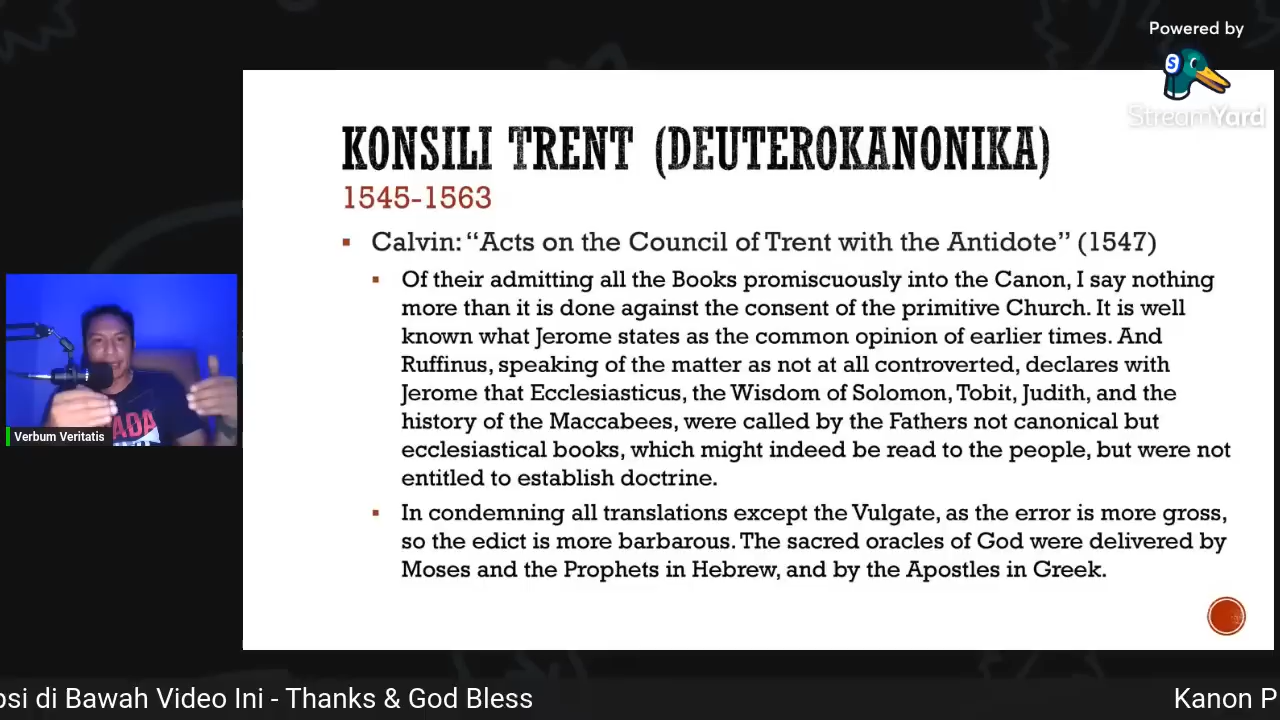 Powered by
StreamYard
KONSILI TRENT (DEUTEROKANONIKA)
1545-1563
▪ Calvin: “Acts on the Council of Trent with the Antidote” (1547)
▪ Of their admitting all the Books promiscuously into the Canon, I say nothing
more than it is done against the consent of the primitive Church. It is well
known what Jerome states as the common opinion of earlier times. And
Ruffinus, speaking of the matter as not at all controverted, declares with
Jerome that Ecclesiasticus, the Wisdom of Solomon, Tobit, Judith, and the
history of the Maccabees, were called by the Fathers not canonical but
ecclesiastical books, which might indeed be read to the people, but were not
entitled to establish doctrine.
▪ In condemning all translations except the Vulgate, as the error is more gross,
so the edict is more barbarous. The sacred oracles of God were delivered by
Moses and the Prophets in Hebrew, and by the Apostles in Greek.
Verbum Veritatis
di Bawah Video Ini - Thanks & God Bless
Kanon P